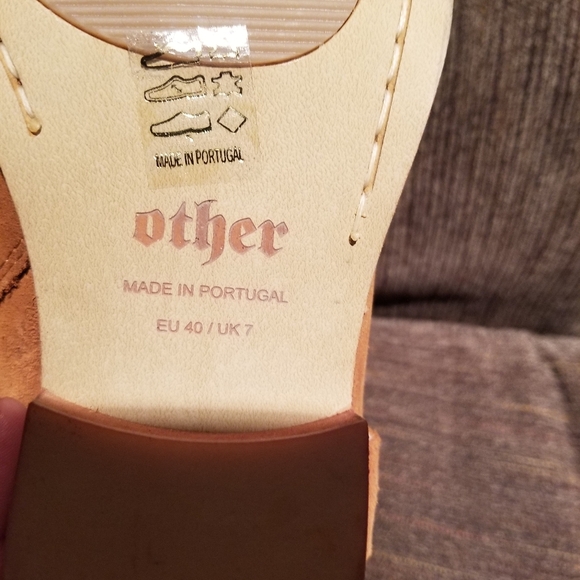 MADE IN PORTUGAL
other
MADE IN PORTUGAL
EU 40 / UK 7